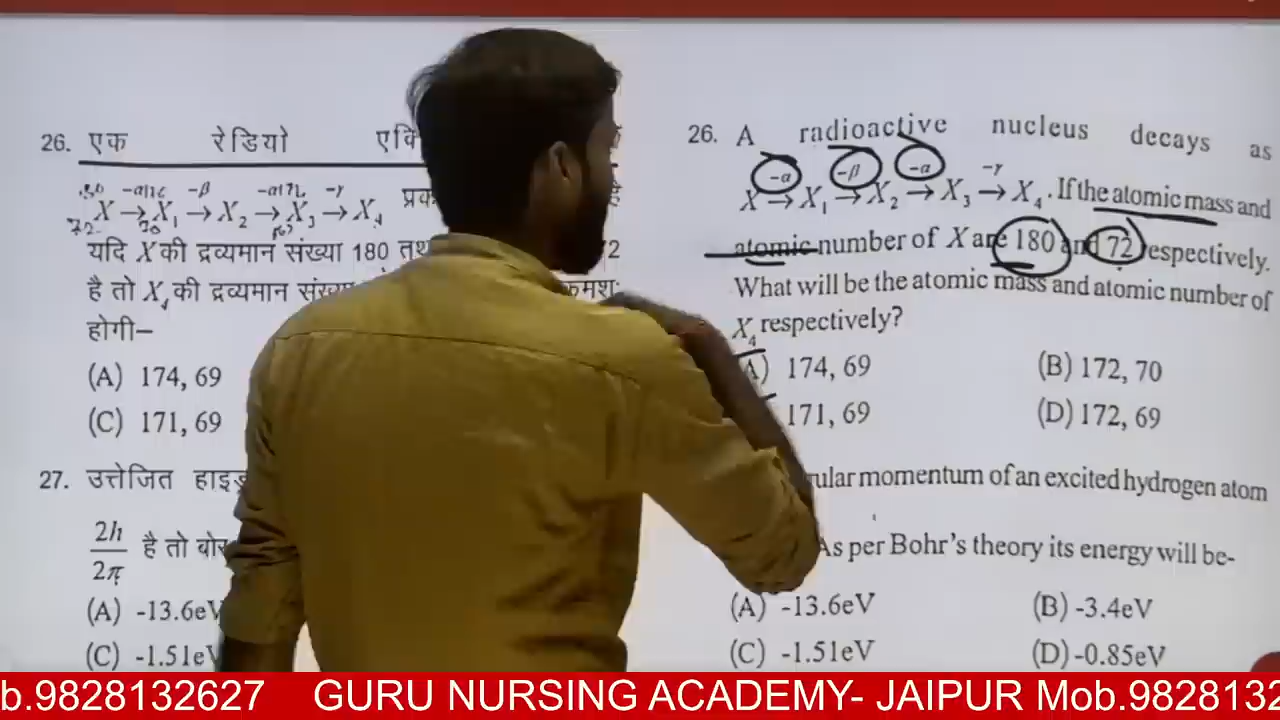 26. एक रेडियो
-α -β -α -γ
X → X₁ → X₂ → X₃ → X₄
यदि X की द्रव्यमान संख्या 180
है तो X₄ की द्रव्यमान
होगी–
(A) 174, 69
(C) 171, 69
27. उत्तेजित
2h
2π
है तो
(A) -13.6eV
(C) -1.51eV
26. A radioactive nucleus decays as
-α -β -α -γ
X → X₁ → X₂ → X₃ → X₄. If the atomic mass and
atomic number of X are 180 and 72 respectively.
What will be the atomic mass and atomic number of
X₄ respectively?
(A) 174, 69 (B) 172, 70
171, 69 (D) 172, 69
momentum of an excited hydrogen atom
As per Bohr's theory its energy will be-
(A) -13.6eV (B) -3.4eV
(C) -1.51eV (D) -0.85eV
b.9828132627 GURU NURSING ACADEMY- JAIPUR Mob.9828132